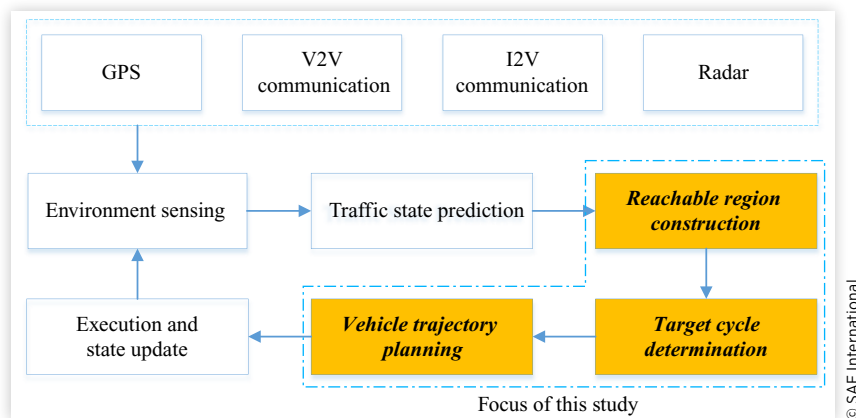 GPS
V2V
communication
I2V
communication
Radar
Environment sensing
Traffic state prediction
Reachable region
construction
Execution and
state update
Vehicle trajectory
planning
Target cycle
determination
Focus of this study
© SAE International